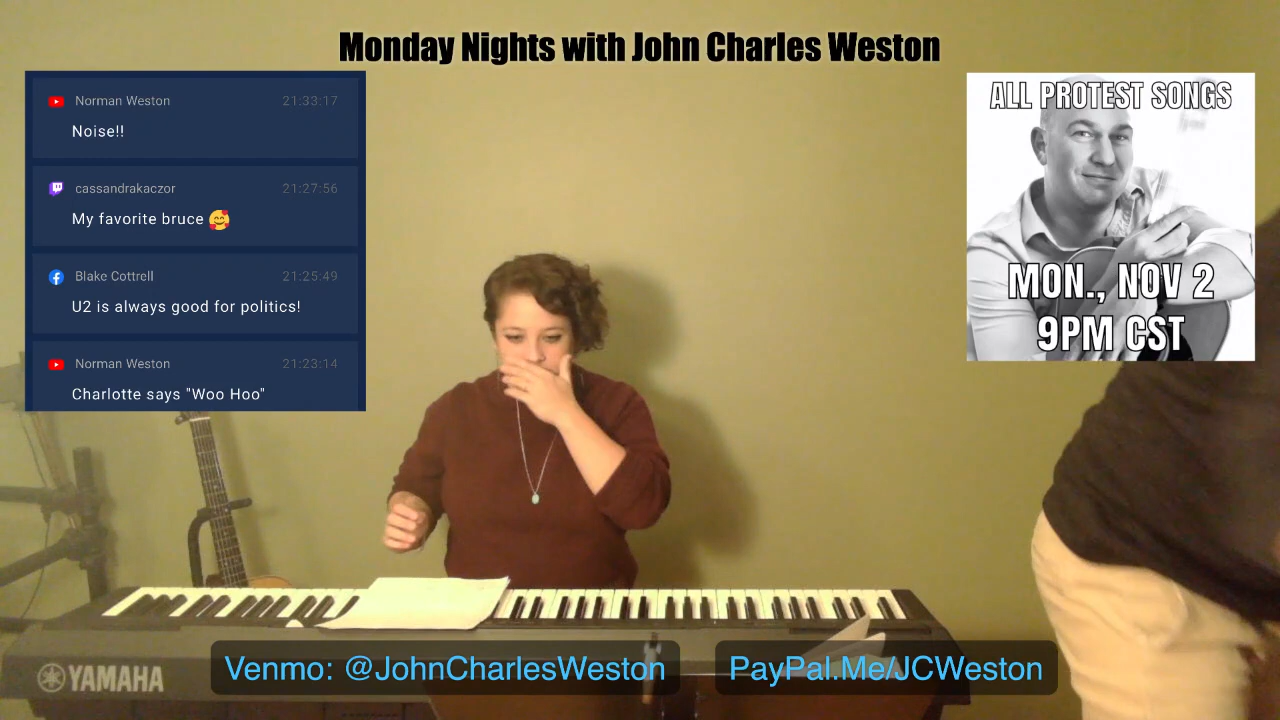 Monday Nights with John Charles Weston
Norman Weston 21:33:17
Noise!!
cassandrakaczor 21:27:56
My favorite bruce 🥰
Blake Cottrell 21:25:49
U2 is always good for politics!
Norman Weston 21:23:14
Charlotte says "Woo Hoo"
ALL PROTEST SONGS
MON., NOV 2
9PM CST
YAMAHA
Venmo: @JohnCharlesWeston
PayPal.Me/JCWeston